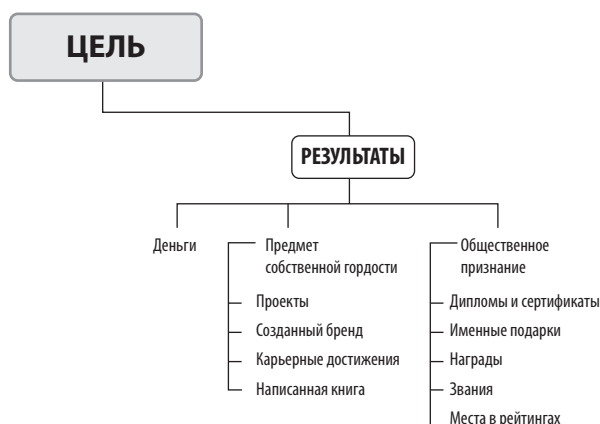 ЦЕЛЬ
РЕЗУЛЬТАТЫ
Деньги
Предмет
собственной гордости
Проекты
Созданный бренд
Карьерные достижения
Написанная книга
Общественное
признание
Дипломы и сертификаты
Именные подарки
Награды
Звания
Места в рейтингах